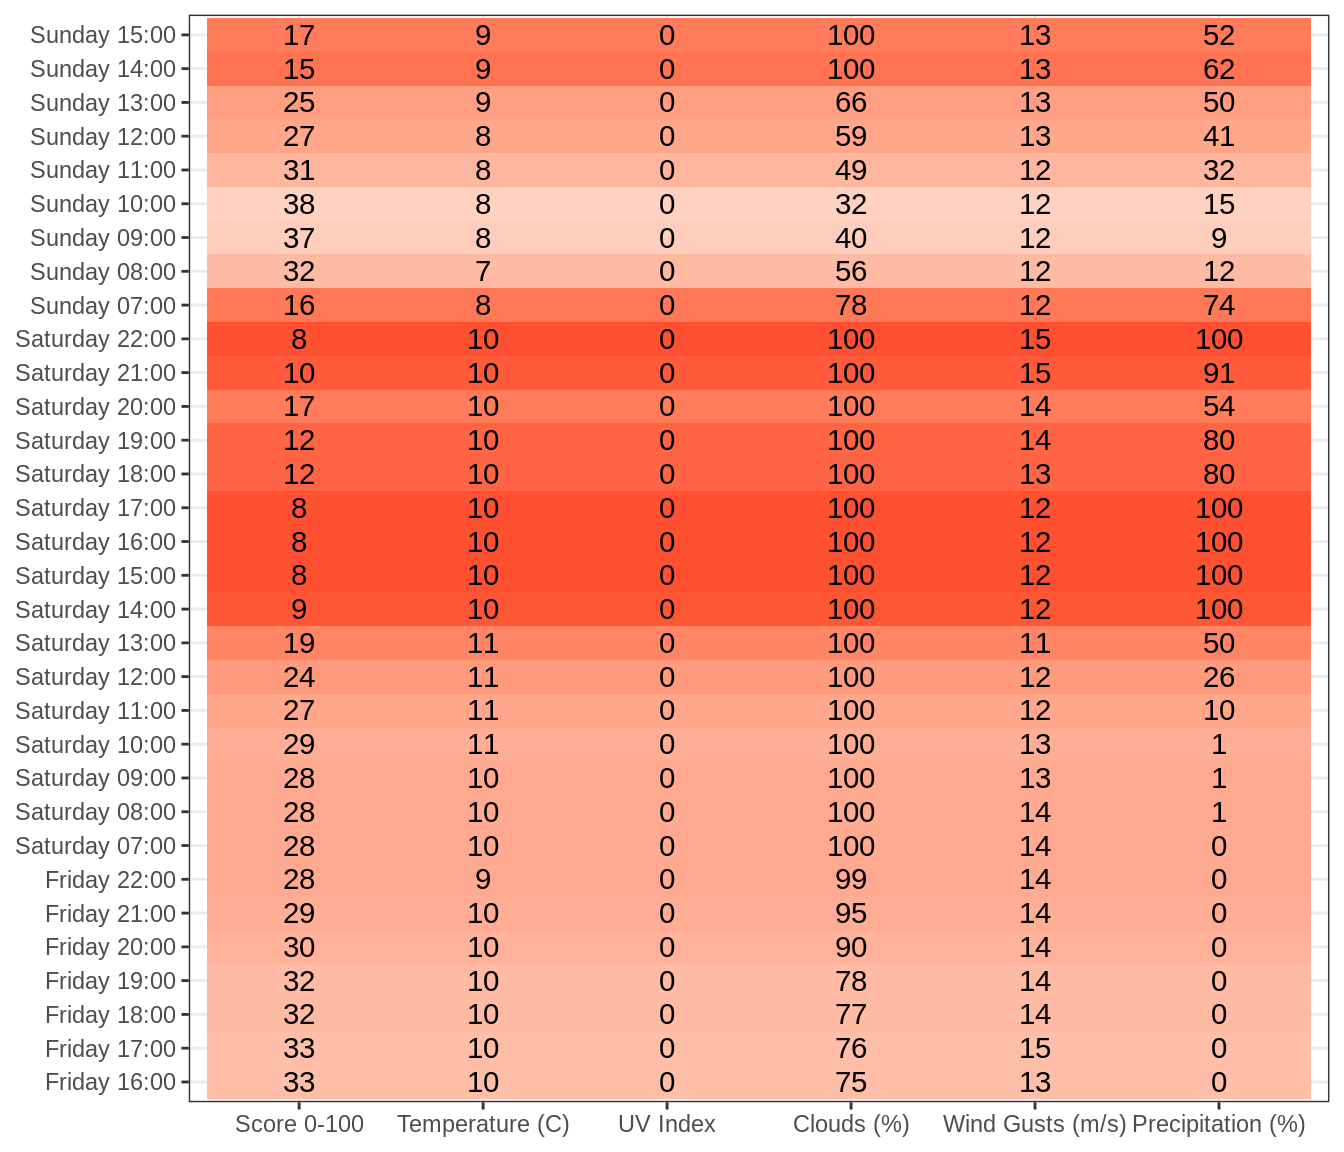 Sunday 15:00 17 9 0 100 13 52
Sunday 14:00 15 9 0 100 13 62
Sunday 13:00 25 9 0 66 13 50
Sunday 12:00 27 8 0 59 13 41
Sunday 11:00 31 8 0 49 12 32
Sunday 10:00 38 8 0 32 12 15
Sunday 09:00 37 8 0 40 12 9
Sunday 08:00 32 7 0 56 12 12
Sunday 07:00 16 8 0 78 12 74
Saturday 22:00 8 10 0 100 15 100
Saturday 21:00 10 10 0 100 15 91
Saturday 20:00 17 10 0 100 14 54
Saturday 19:00 12 10 0 100 14 80
Saturday 18:00 12 10 0 100 13 80
Saturday 17:00 8 10 0 100 12 100
Saturday 16:00 8 10 0 100 12 100
Saturday 15:00 8 10 0 100 12 100
Saturday 14:00 9 10 0 100 12 100
Saturday 13:00 19 11 0 100 11 50
Saturday 12:00 24 11 0 100 12 26
Saturday 11:00 27 11 0 100 12 10
Saturday 10:00 29 11 0 100 13 1
Saturday 09:00 28 10 0 100 13 1
Saturday 08:00 28 10 0 100 14 1
Saturday 07:00 28 10 0 100 14 0
Friday 22:00 28 9 0 99 14 0
Friday 21:00 29 10 0 95 14 0
Friday 20:00 30 10 0 90 14 0
Friday 19:00 32 10 0 78 14 0
Friday 18:00 32 10 0 77 14 0
Friday 17:00 33 10 0 76 15 0
Friday 16:00 33 10 0 75 13 0
Score 0-100 Temperature (C) UV Index Clouds (%) Wind Gusts (m/s) Precipitation (%)